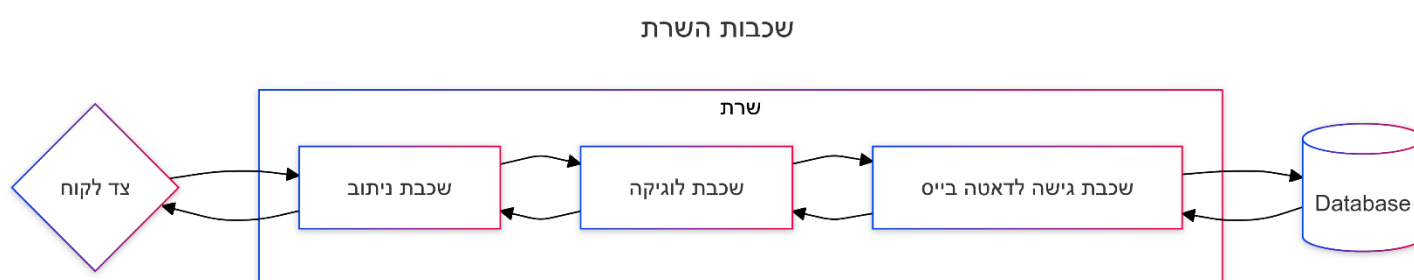 שכבות השרת
שרת
צד לקוח
שכבת ניתוב
שכבת לוגיקה
שכבת גישה לדאטה בייס
Database